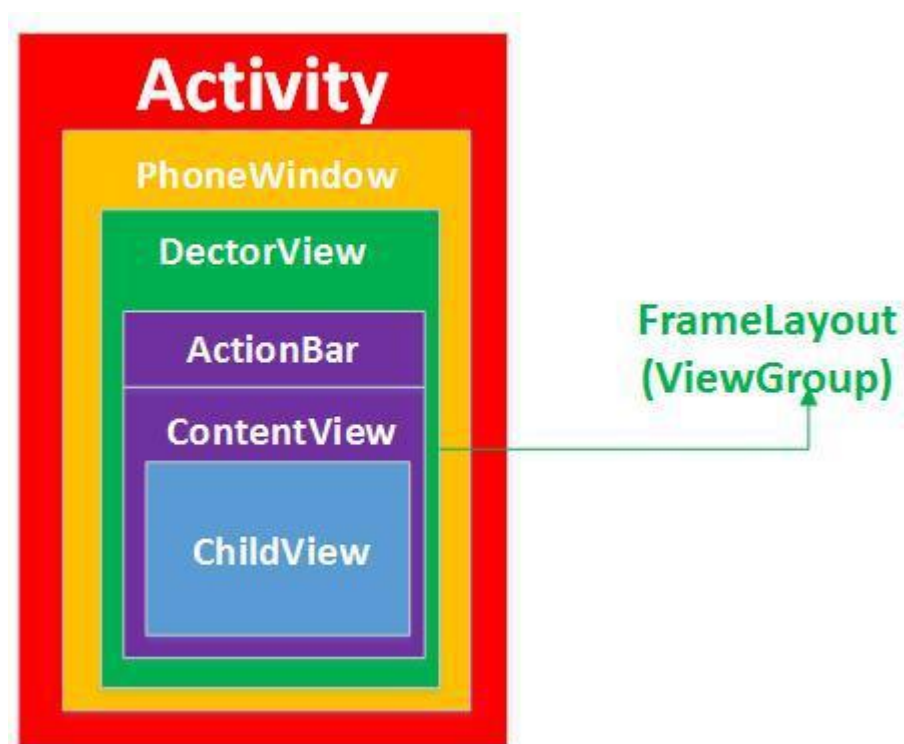 Activity
PhoneWindow
DectorView
ActionBar
ContentView
ChildView
FrameLayout
(ViewGroup)